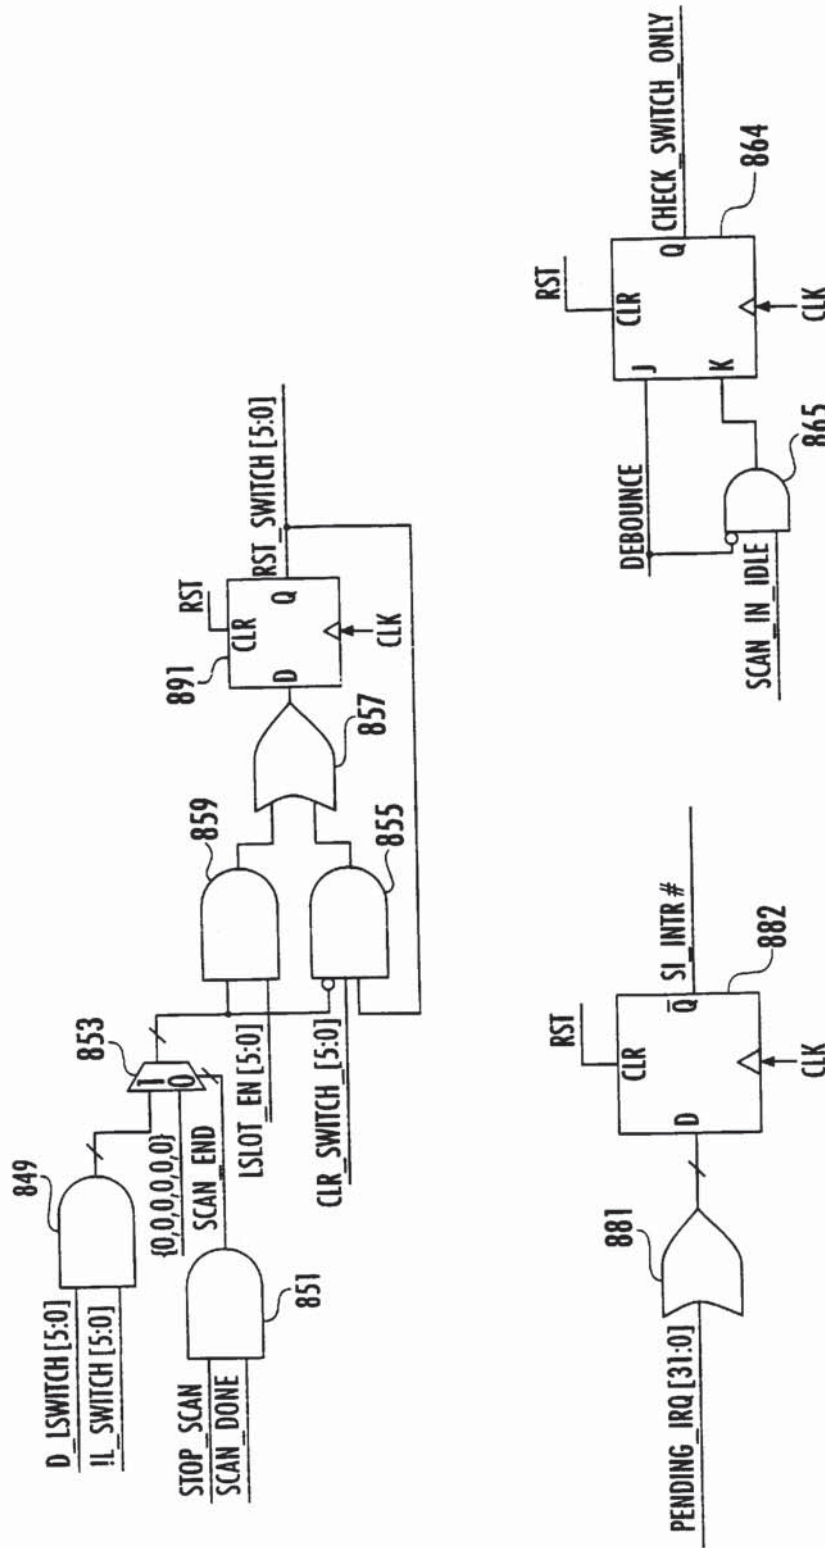 D_LSWITCH [5:0]
!L_SWITCH [5:0]
849
STOP_SCAN
SCAN_DONE
851
{0,0,0,0,0,0}
SCAN_END
853
1
0
LSLOT_EN [5:0]
CLR_SWITCH_[5:0]
859
855
857
891
RST
CLR
D
Q
CLK
RST_SWITCH [5:0]
PENDING_IRQ [31:0]
881
RST
CLR
D
Q̅
CLK
SI_INTR#
882
SCAN_IN_IDLE
DEBOUNCE
865
RST
CLR
J
K
Q
CLK
CHECK_SWITCH_ONLY
864